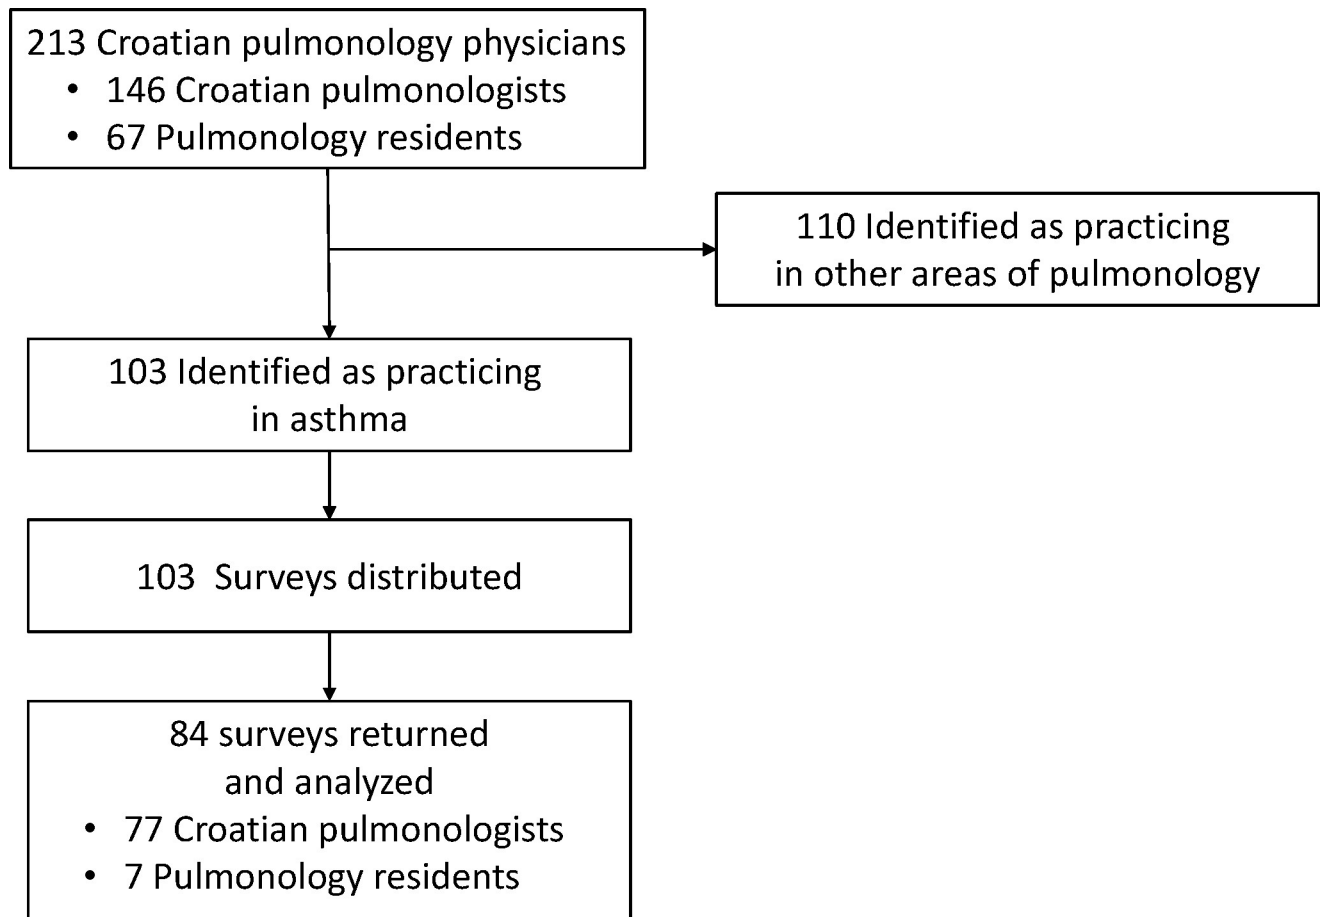 213 Croatian pulmonology physicians
• 146 Croatian pulmonologists
• 67 Pulmonology residents
110 Identified as practicing
in other areas of pulmonology
103 Identified as practicing
in asthma
103  Surveys distributed
84 surveys returned
and analyzed
• 77 Croatian pulmonologists
• 7 Pulmonology residents